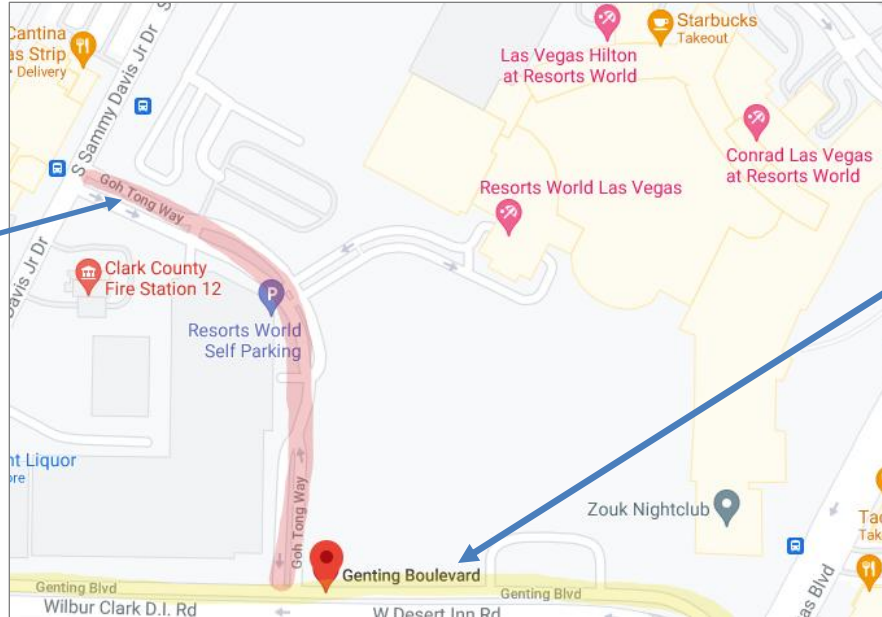 Cantina
as Strip
• Delivery
S Sammy Davis Jr Dr
S
Las Vegas Hilton
at Resorts World
Starbucks
Takeout
Conrad Las Vegas
at Resorts World
Resorts World Las Vegas
Goh Tong Way
Davis Jr Dr
Clark County
Fire Station 12
P
Resorts World
Self Parking
nt Liquor
ore
Goh Tong Way
Zouk Nightclub
Tac
Tak
as Blvd
Genting Boulevard
Genting Blvd
Genting Blvd
Wilbur Clark D.I. Rd
W Desert Inn Rd